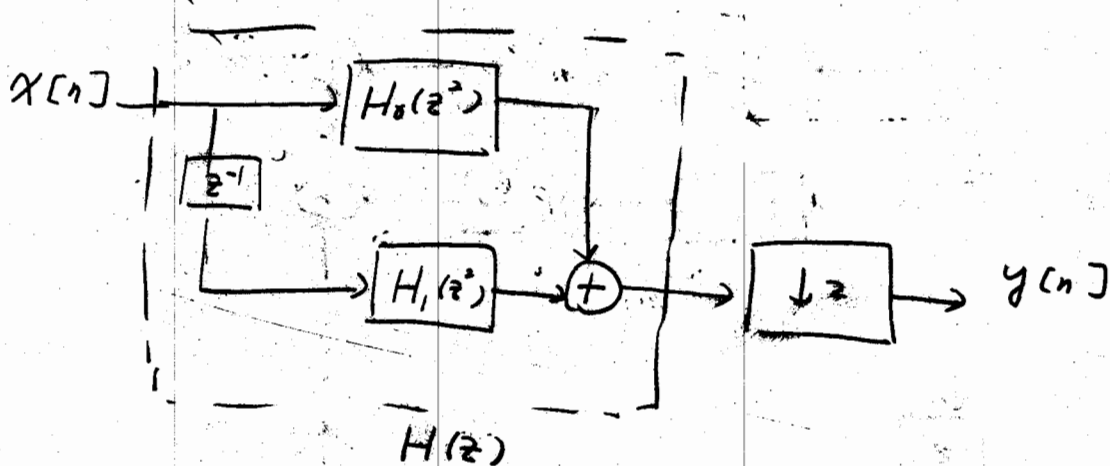 x[n]
H₀(z²)
z⁻¹
H₁(z²)
+
↓2
y[n]
H(z)